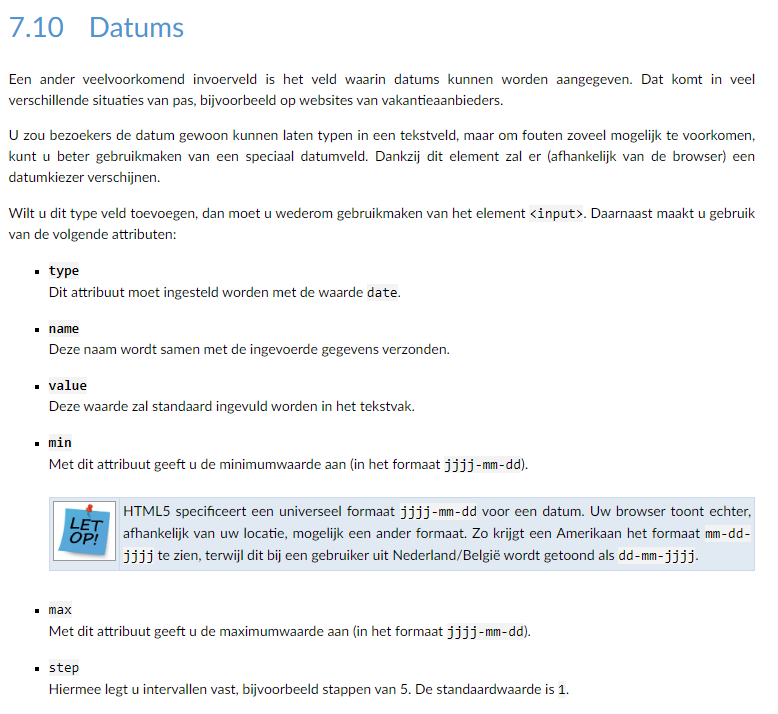 7.10 Datums
Een ander veelvoorkomend invoerveld is het veld waarin datums kunnen worden aangegeven. Dat komt in veel
verschillende situaties van pas, bijvoorbeeld op websites van vakantieaanbieders.
U zou bezoekers de datum gewoon kunnen laten typen in een tekstveld, maar om fouten zoveel mogelijk te voorkomen,
kunt u beter gebruikmaken van een speciaal datumveld. Dankzij dit element zal er (afhankelijk van de browser) een
datumkiezer verschijnen.
Wilt u dit type veld toevoegen, dan moet u wederom gebruikmaken van het element <input>. Daarnaast maakt u gebruik
van de volgende attributen:
▪ type
Dit attribuut moet ingesteld worden met de waarde date.
▪ name
Deze naam wordt samen met de ingevoerde gegevens verzonden.
▪ value
Deze waarde zal standaard ingevuld worden in het tekstvak.
▪ min
Met dit attribuut geeft u de minimumwaarde aan (in het formaat jjjj-mm-dd).
LET
OP!
HTML5 specificeert een universeel formaat jjjj-mm-dd voor een datum. Uw browser toont echter,
afhankelijk van uw locatie, mogelijk een ander formaat. Zo krijgt een Amerikaan het formaat mm-dd-
jjjj te zien, terwijl dit bij een gebruiker uit Nederland/België wordt getoond als dd-mm-jjjj.
▪ max
Met dit attribuut geeft u de maximumwaarde aan (in het formaat jjjj-mm-dd).
▪ step
Hiermee legt u intervallen vast, bijvoorbeeld stappen van 5. De standaardwaarde is 1.